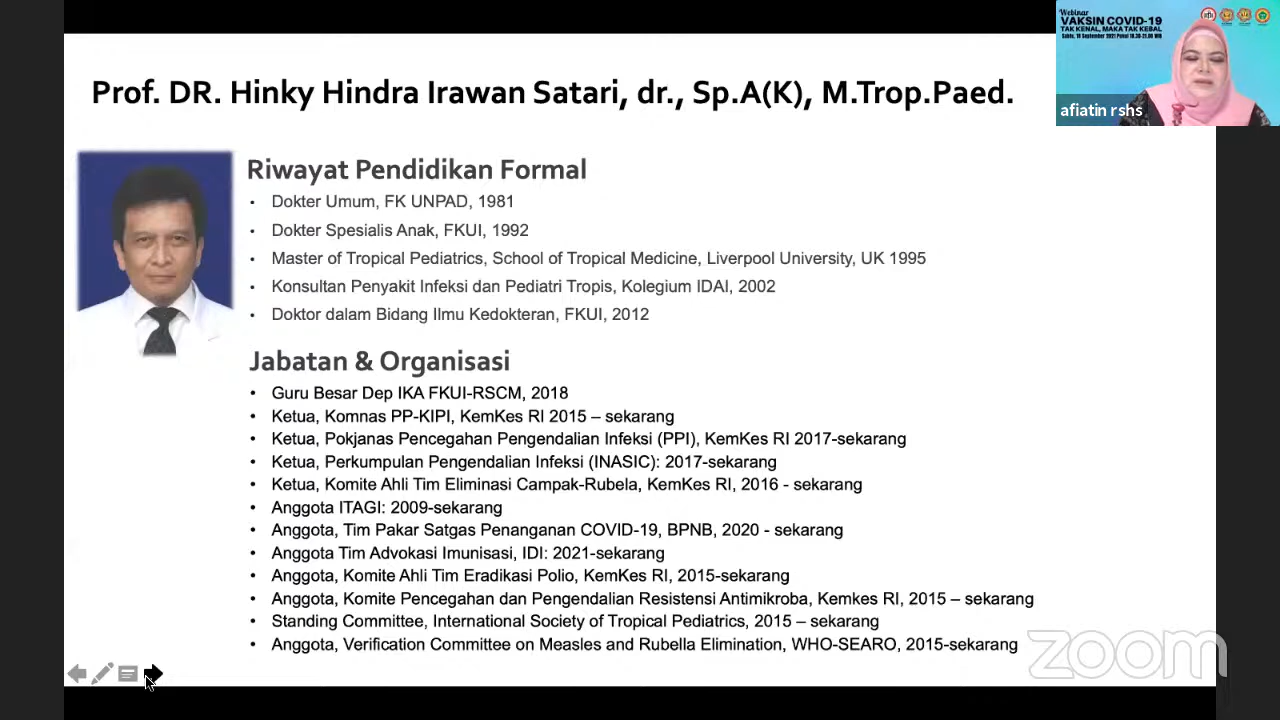 Prof. DR. Hinky Hindra Irawan Satari, dr., Sp.A(K), M.Trop.Paed.
Webinar
VAKSIN COVID-19
TAK KENAL, MAKA TAK KEBAL
afiatin rshs
Riwayat Pendidikan Formal
• Dokter Umum, FK UNPAD, 1981
• Dokter Spesialis Anak, FKUI, 1992
• Master of Tropical Pediatrics, School of Tropical Medicine, Liverpool University, UK 1995
• Konsultan Penyakit Infeksi dan Pediatri Tropis, Kolegium IDAI, 2002
• Doktor dalam Bidang Ilmu Kedokteran, FKUI, 2012
Jabatan & Organisasi
• Guru Besar Dep IKA FKUI-RSCM, 2018
• Ketua, Komnas PP-KIPI, KemKes RI 2015 – sekarang
• Ketua, Pokjanas Pencegahan Pengendalian Infeksi (PPI), KemKes RI 2017-sekarang
• Ketua, Perkumpulan Pengendalian Infeksi (INASIC): 2017-sekarang
• Ketua, Komite Ahli Tim Eliminasi Campak-Rubela, KemKes RI, 2016 - sekarang
• Anggota ITAGI: 2009-sekarang
• Anggota, Tim Pakar Satgas Penanganan COVID-19, BPNB, 2020 - sekarang
• Anggota Tim Advokasi Imunisasi, IDI: 2021-sekarang
• Anggota, Komite Ahli Tim Eradikasi Polio, KemKes RI, 2015-sekarang
• Anggota, Komite Pencegahan dan Pengendalian Resistensi Antimikroba, Kemkes RI, 2015 – sekarang
• Standing Committee, International Society of Tropical Pediatrics, 2015 – sekarang
• Anggota, Verification Committee on Measles and Rubella Elimination, WHO-SEARO, 2015-sekarang
zoom